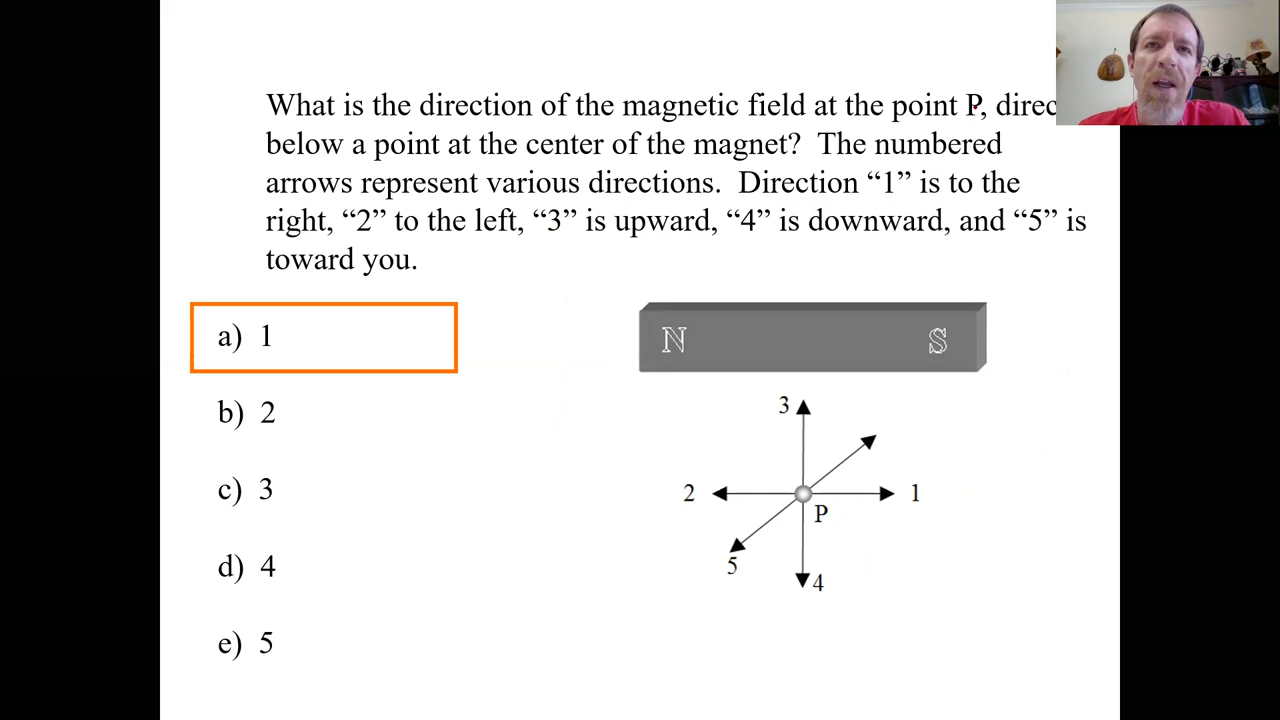 What is the direction of the magnetic field at the point P, direc
below a point at the center of the magnet? The numbered
arrows represent various directions. Direction “1” is to the
right, “2” to the left, “3” is upward, “4” is downward, and “5” is
toward you.
a) 1
b) 2
c) 3
d) 4
e) 5
N S
3
2 1
P
5
4